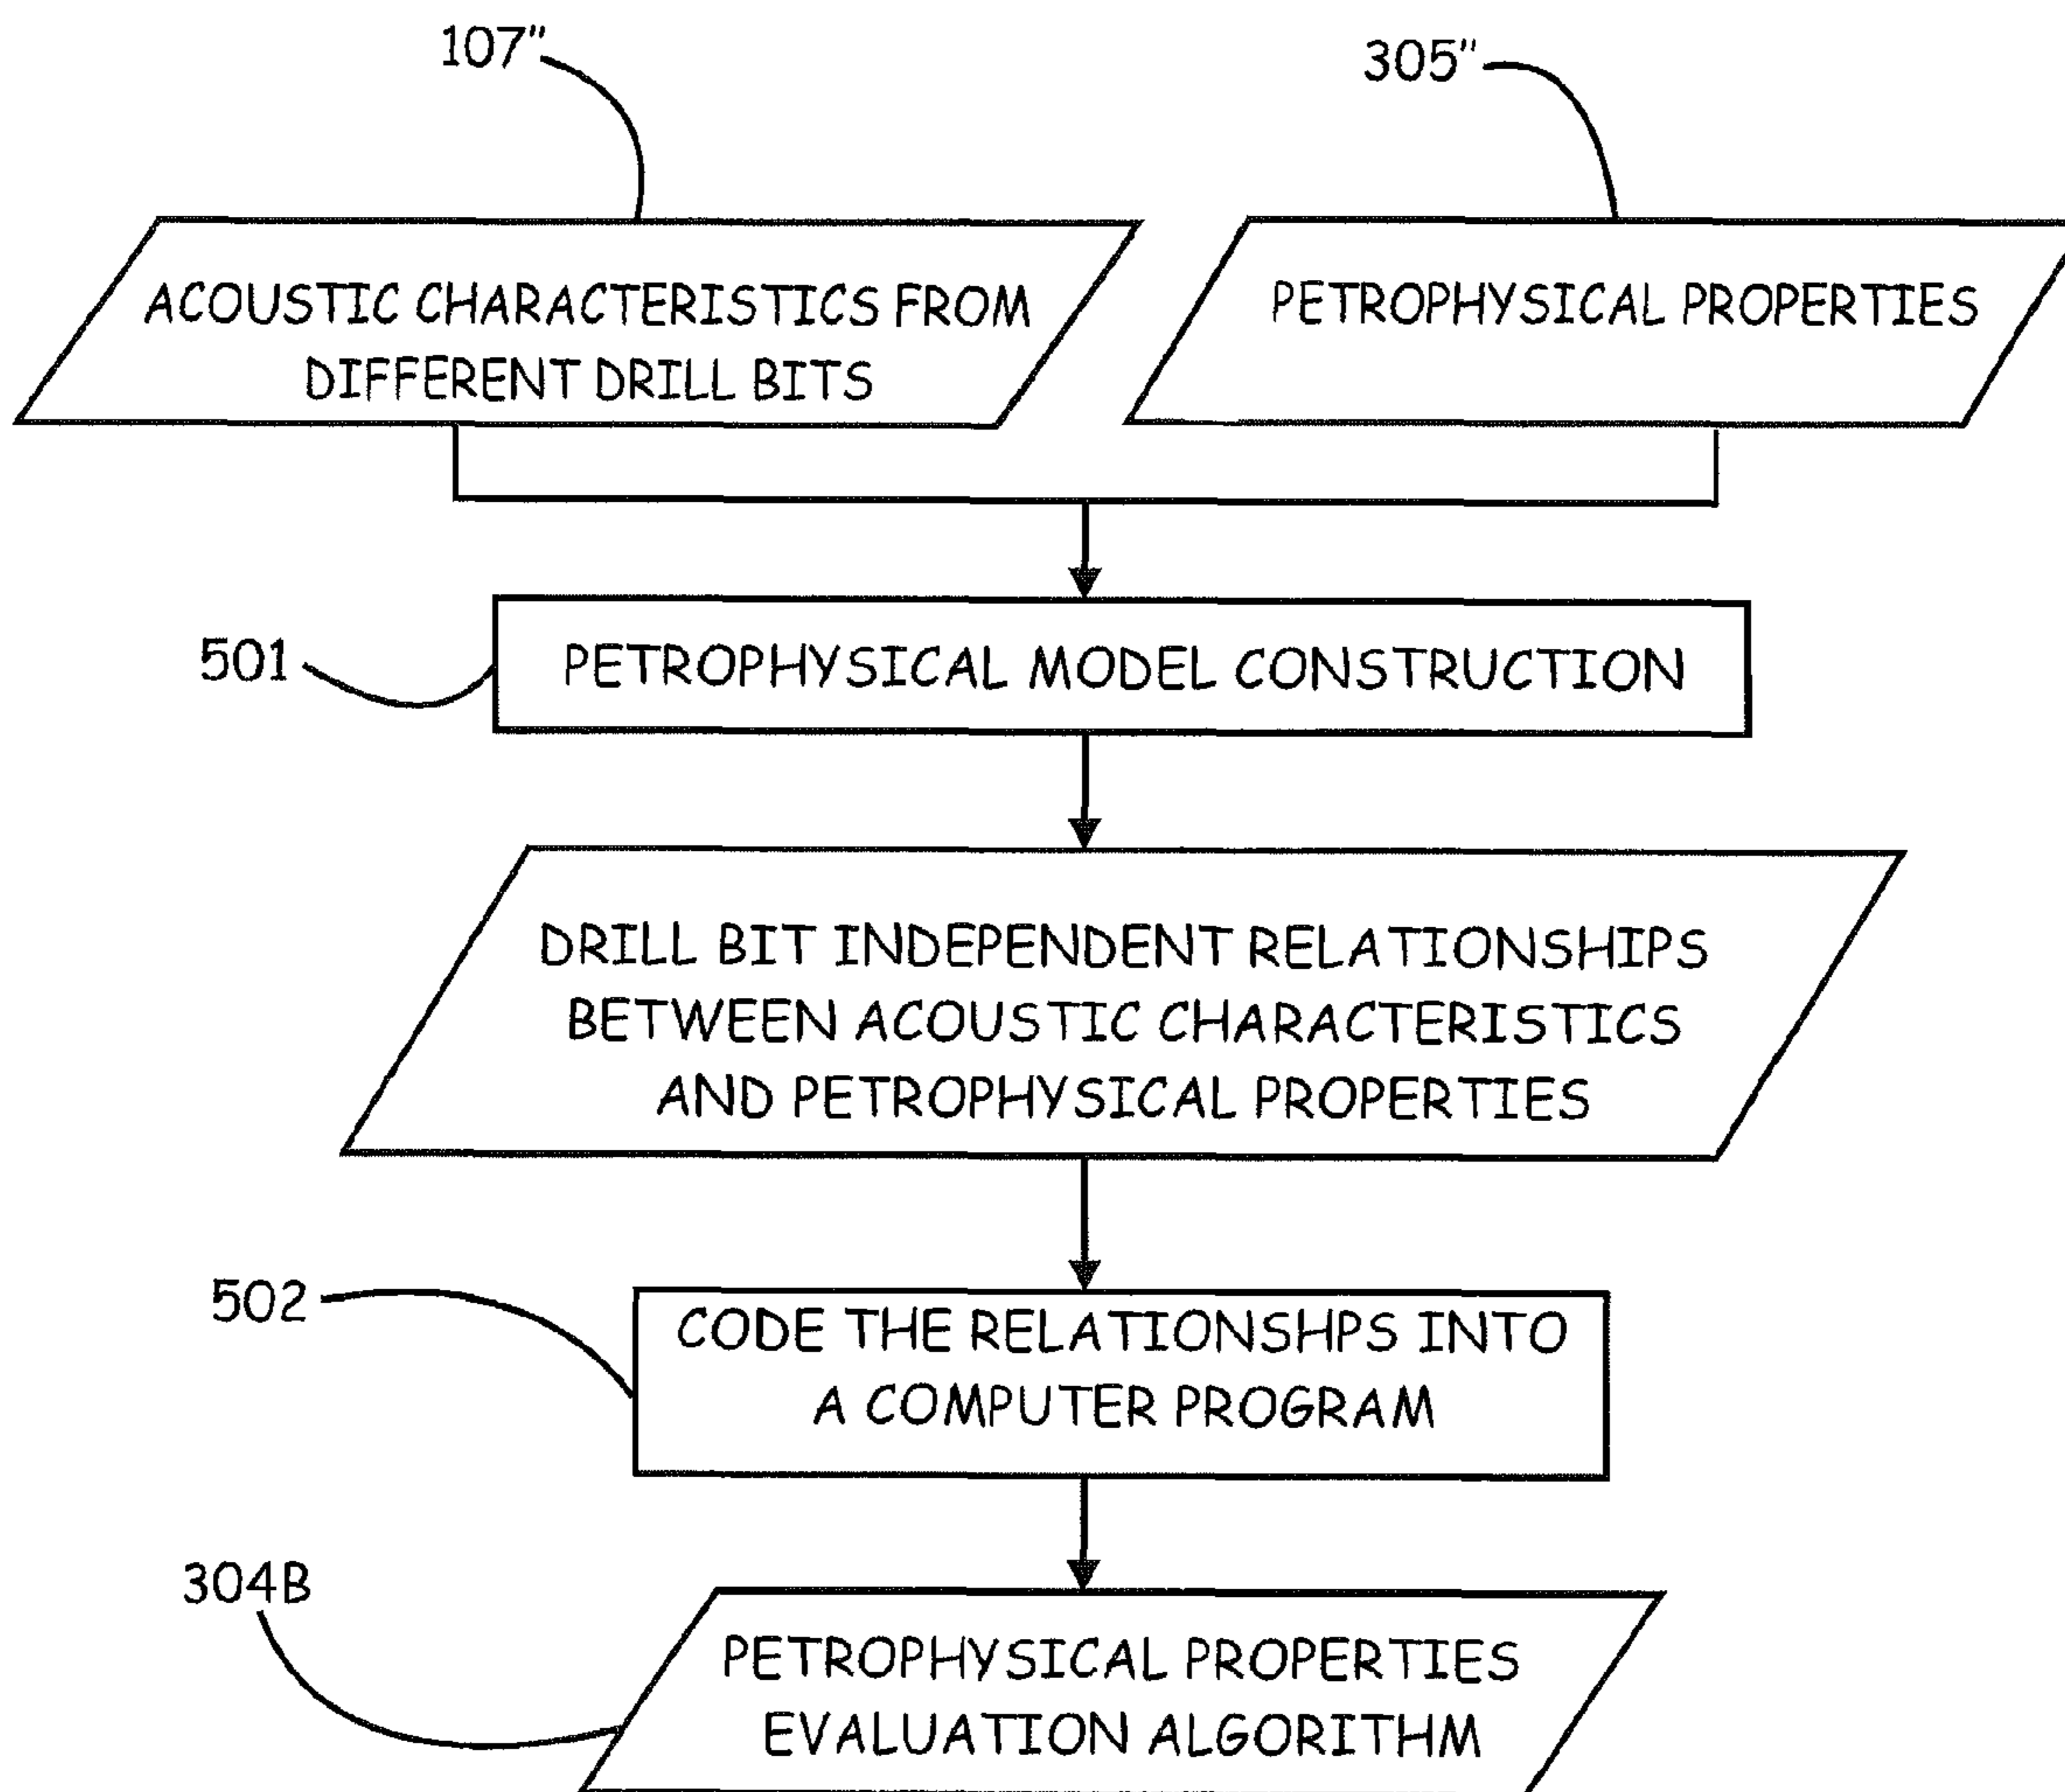 107"
305"
ACOUSTIC CHARACTERISTICS FROM
DIFFERENT DRILL BITS
PETROPHYSICAL PROPERTIES
501
PETROPHYSICAL MODEL CONSTRUCTION
DRILL BIT INDEPENDENT RELATIONSHIPS
BETWEEN ACOUSTIC CHARACTERISTICS
AND PETROPHYSICAL PROPERTIES
502
CODE THE RELATIONSHPS INTO
A COMPUTER PROGRAM
304B
PETROPHYSICAL PROPERTIES
EVALUATION ALGORITHM